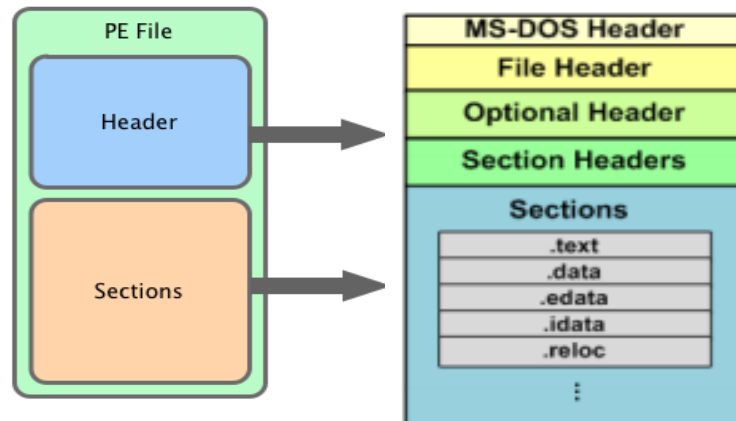 PE File
Header
Sections
MS-DOS Header
File Header
Optional Header
Section Headers
Sections
.text
.data
.edata
.idata
.reloc
⋮